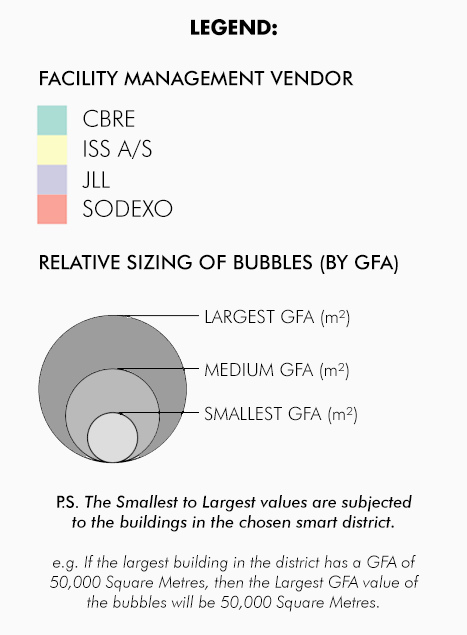 LEGEND:
FACILITY MANAGEMENT VENDOR
CBRE
ISS A/S
JLL
SODEXO
RELATIVE SIZING OF BUBBLES (BY GFA)
LARGEST GFA (m²)
MEDIUM GFA (m²)
SMALLEST GFA (m²)
P.S. The Smallest to Largest values are subjected
to the buildings in the chosen smart district.
e.g. If the largest building in the district has a GFA of
50,000 Square Metres, then the Largest GFA value of
the bubbles will be 50,000 Square Metres.